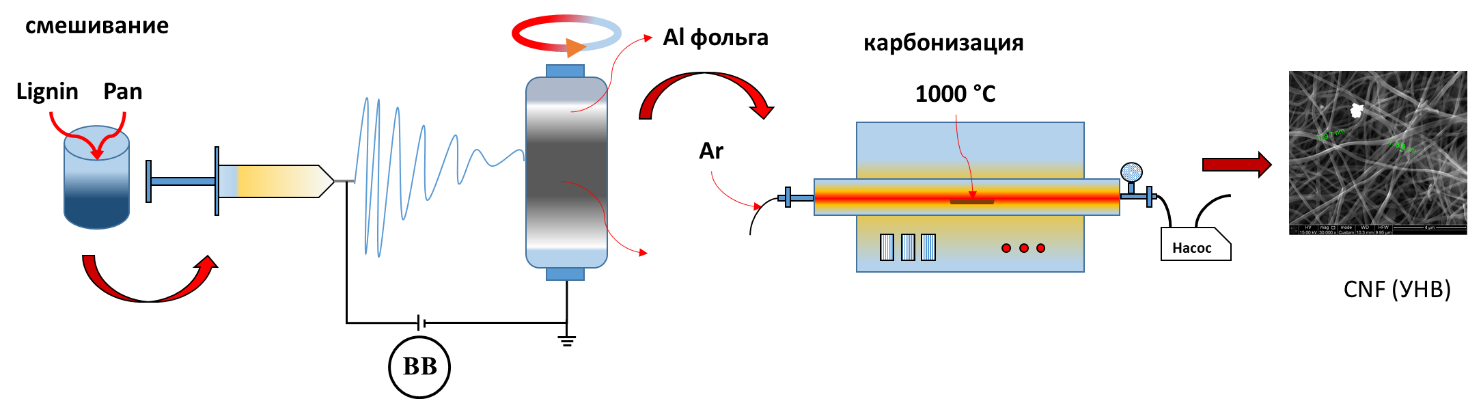 смешивание
Lignin Pan
Al фольга
BB
карбонизация
1000 °C
Ar
Насос
CNF (УНВ)